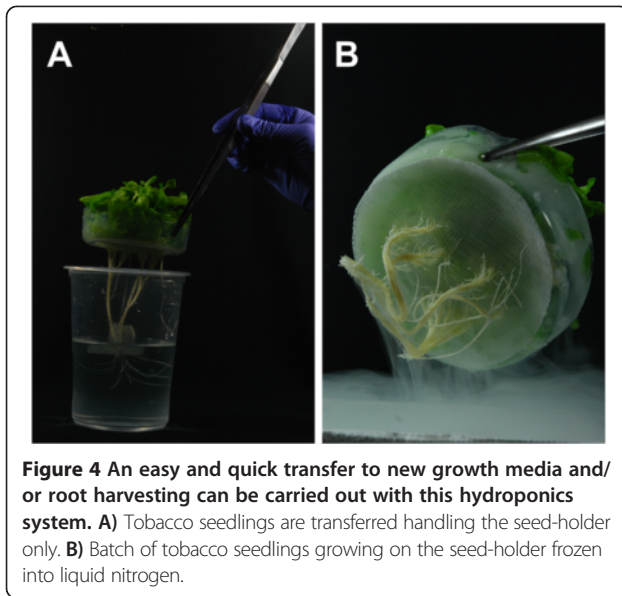 A
B
Figure 4 An easy and quick transfer to new growth media and/
or root harvesting can be carried out with this hydroponics
system. A) Tobacco seedlings are transferred handling the seed-holder
only. B) Batch of tobacco seedlings growing on the seed-holder frozen
into liquid nitrogen.